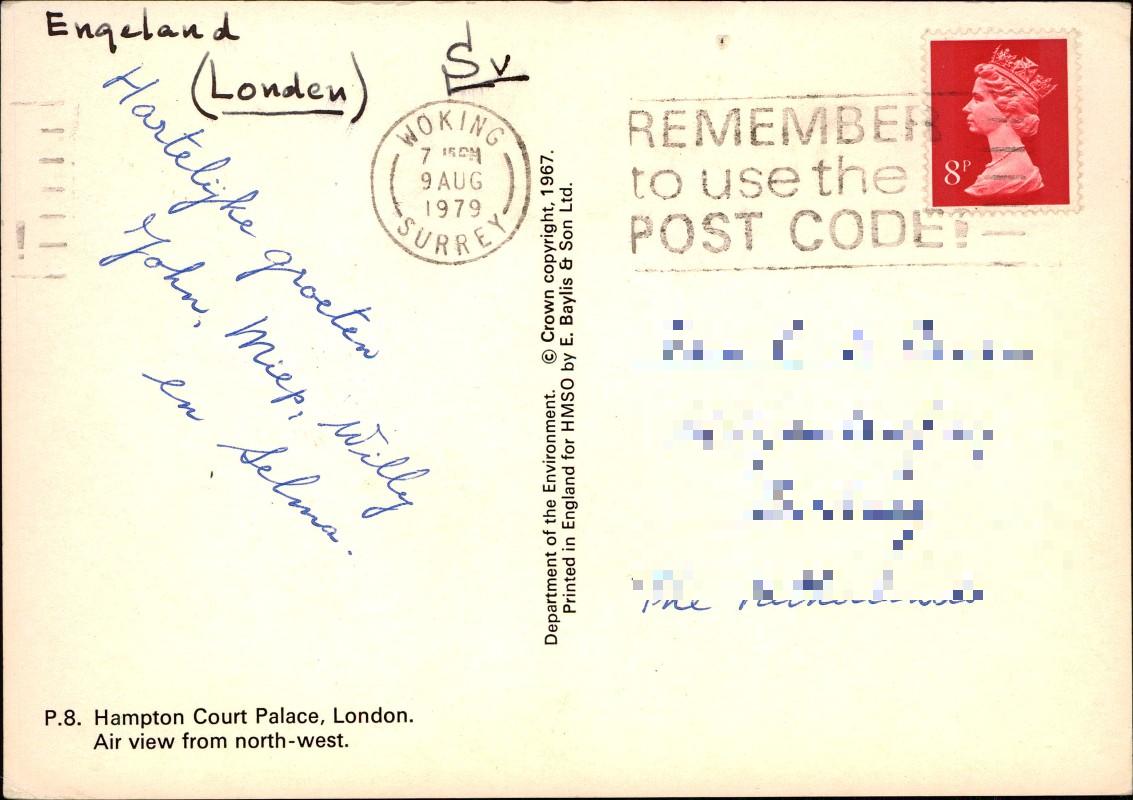 Engeland
(Londen)
Sv
Hartelijke groeten
John, Miep, Willy
en Selma.
WOKING
9 AUG
1979
SURREY
REMEMBER
to use the
POST CODE!
8P
Department of the Environment. © Crown copyright, 1967.
Printed in England for HMSO by E. Baylis & Son Ltd.
The
P.8. Hampton Court Palace, London.
Air view from north-west.